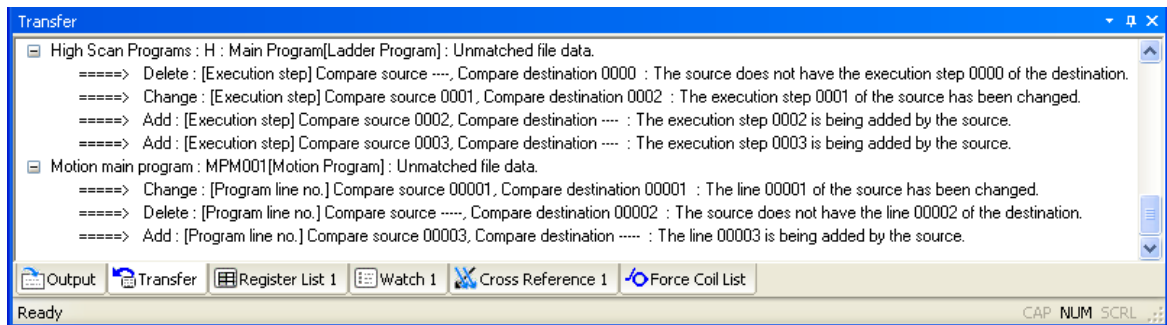 Transfer
High Scan Programs : H : Main Program[Ladder Program] : Unmatched file data.
=====> Delete : [Execution step] Compare source ----, Compare destination 0000 : The source does not have the execution step 0000 of the destination.
=====> Change : [Execution step] Compare source 0001, Compare destination 0002 : The execution step 0001 of the source has been changed.
=====> Add : [Execution step] Compare source 0002, Compare destination ---- : The execution step 0002 is being added by the source.
=====> Add : [Execution step] Compare source 0003, Compare destination ---- : The execution step 0003 is being added by the source.
Motion main program : MPM001[Motion Program] : Unmatched file data.
=====> Change : [Program line no.] Compare source 00001, Compare destination 00001 : The line 00001 of the source has been changed.
=====> Delete : [Program line no.] Compare source -----, Compare destination 00002 : The source does not have the line 00002 of the destination.
=====> Add : [Program line no.] Compare source 00003, Compare destination ----- : The line 00003 is being added by the source.
Output Transfer Register List 1 Watch 1 Cross Reference 1 Force Coil List
Ready CAP NUM SCRL